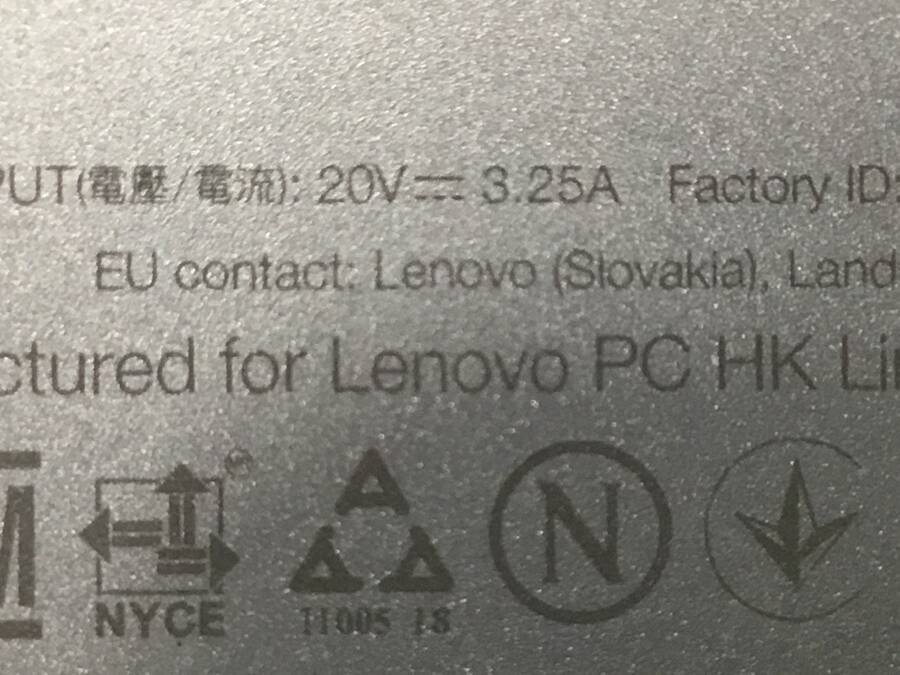 PUT(電壓/電流): 20V⎓3.25A Factory ID:
EU contact: Lenovo (Slovakia), Land
ctured for Lenovo PC HK Lim
M
NYCE
N
11005 18